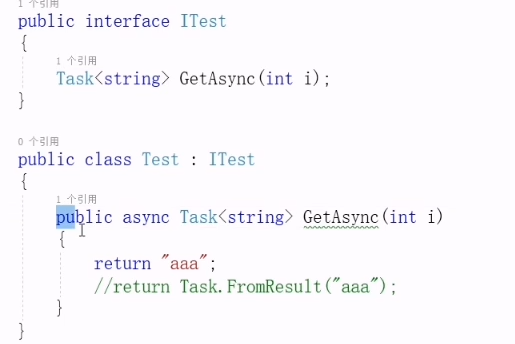 1 个引用
public interface ITest
{
1 个引用
Task<string> GetAsync(int i);
}
0 个引用
public class Test : ITest
{
1 个引用
public async Task<string> GetAsync(int i)
{
return "aaa";
//return Task.FromResult("aaa");
}
}